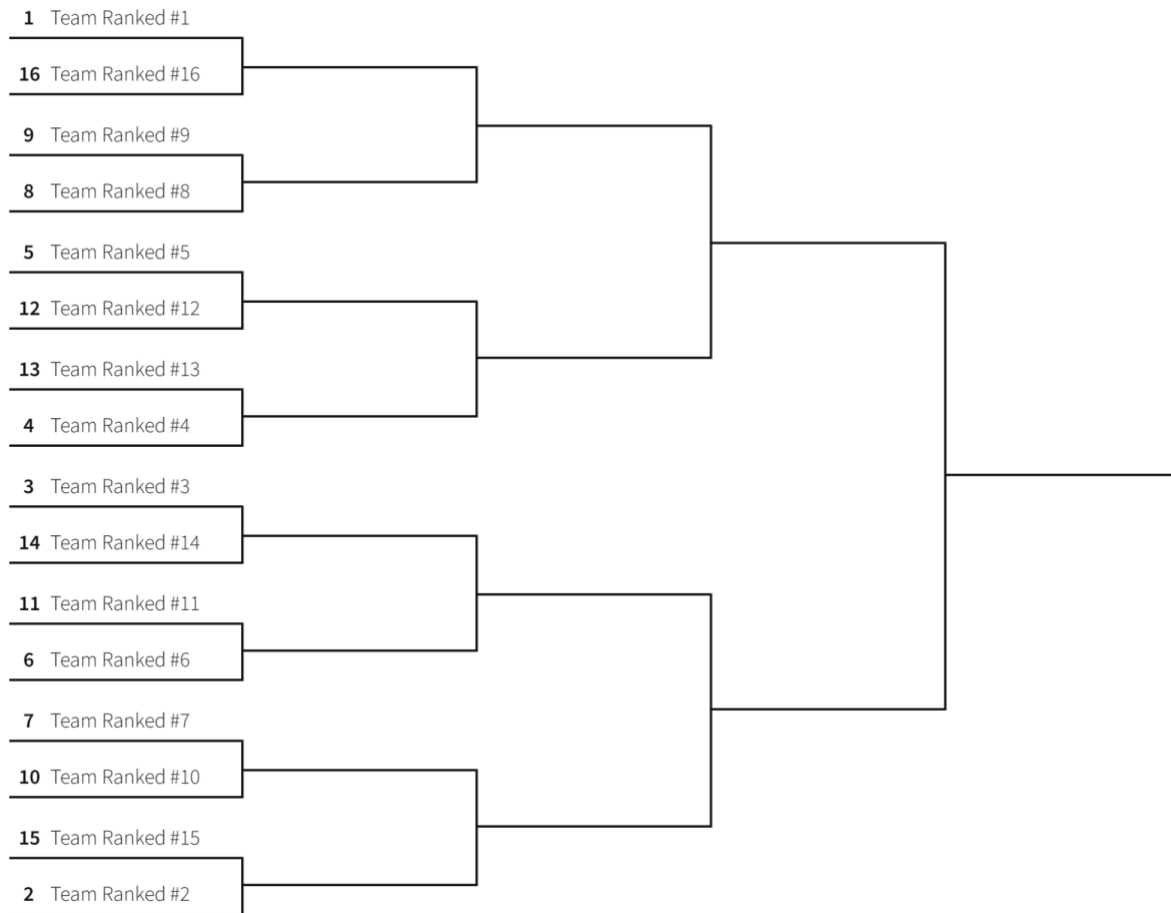 1 Team Ranked #1
16 Team Ranked #16
9 Team Ranked #9
8 Team Ranked #8
5 Team Ranked #5
12 Team Ranked #12
13 Team Ranked #13
4 Team Ranked #4
3 Team Ranked #3
14 Team Ranked #14
11 Team Ranked #11
6 Team Ranked #6
7 Team Ranked #7
10 Team Ranked #10
15 Team Ranked #15
2 Team Ranked #2